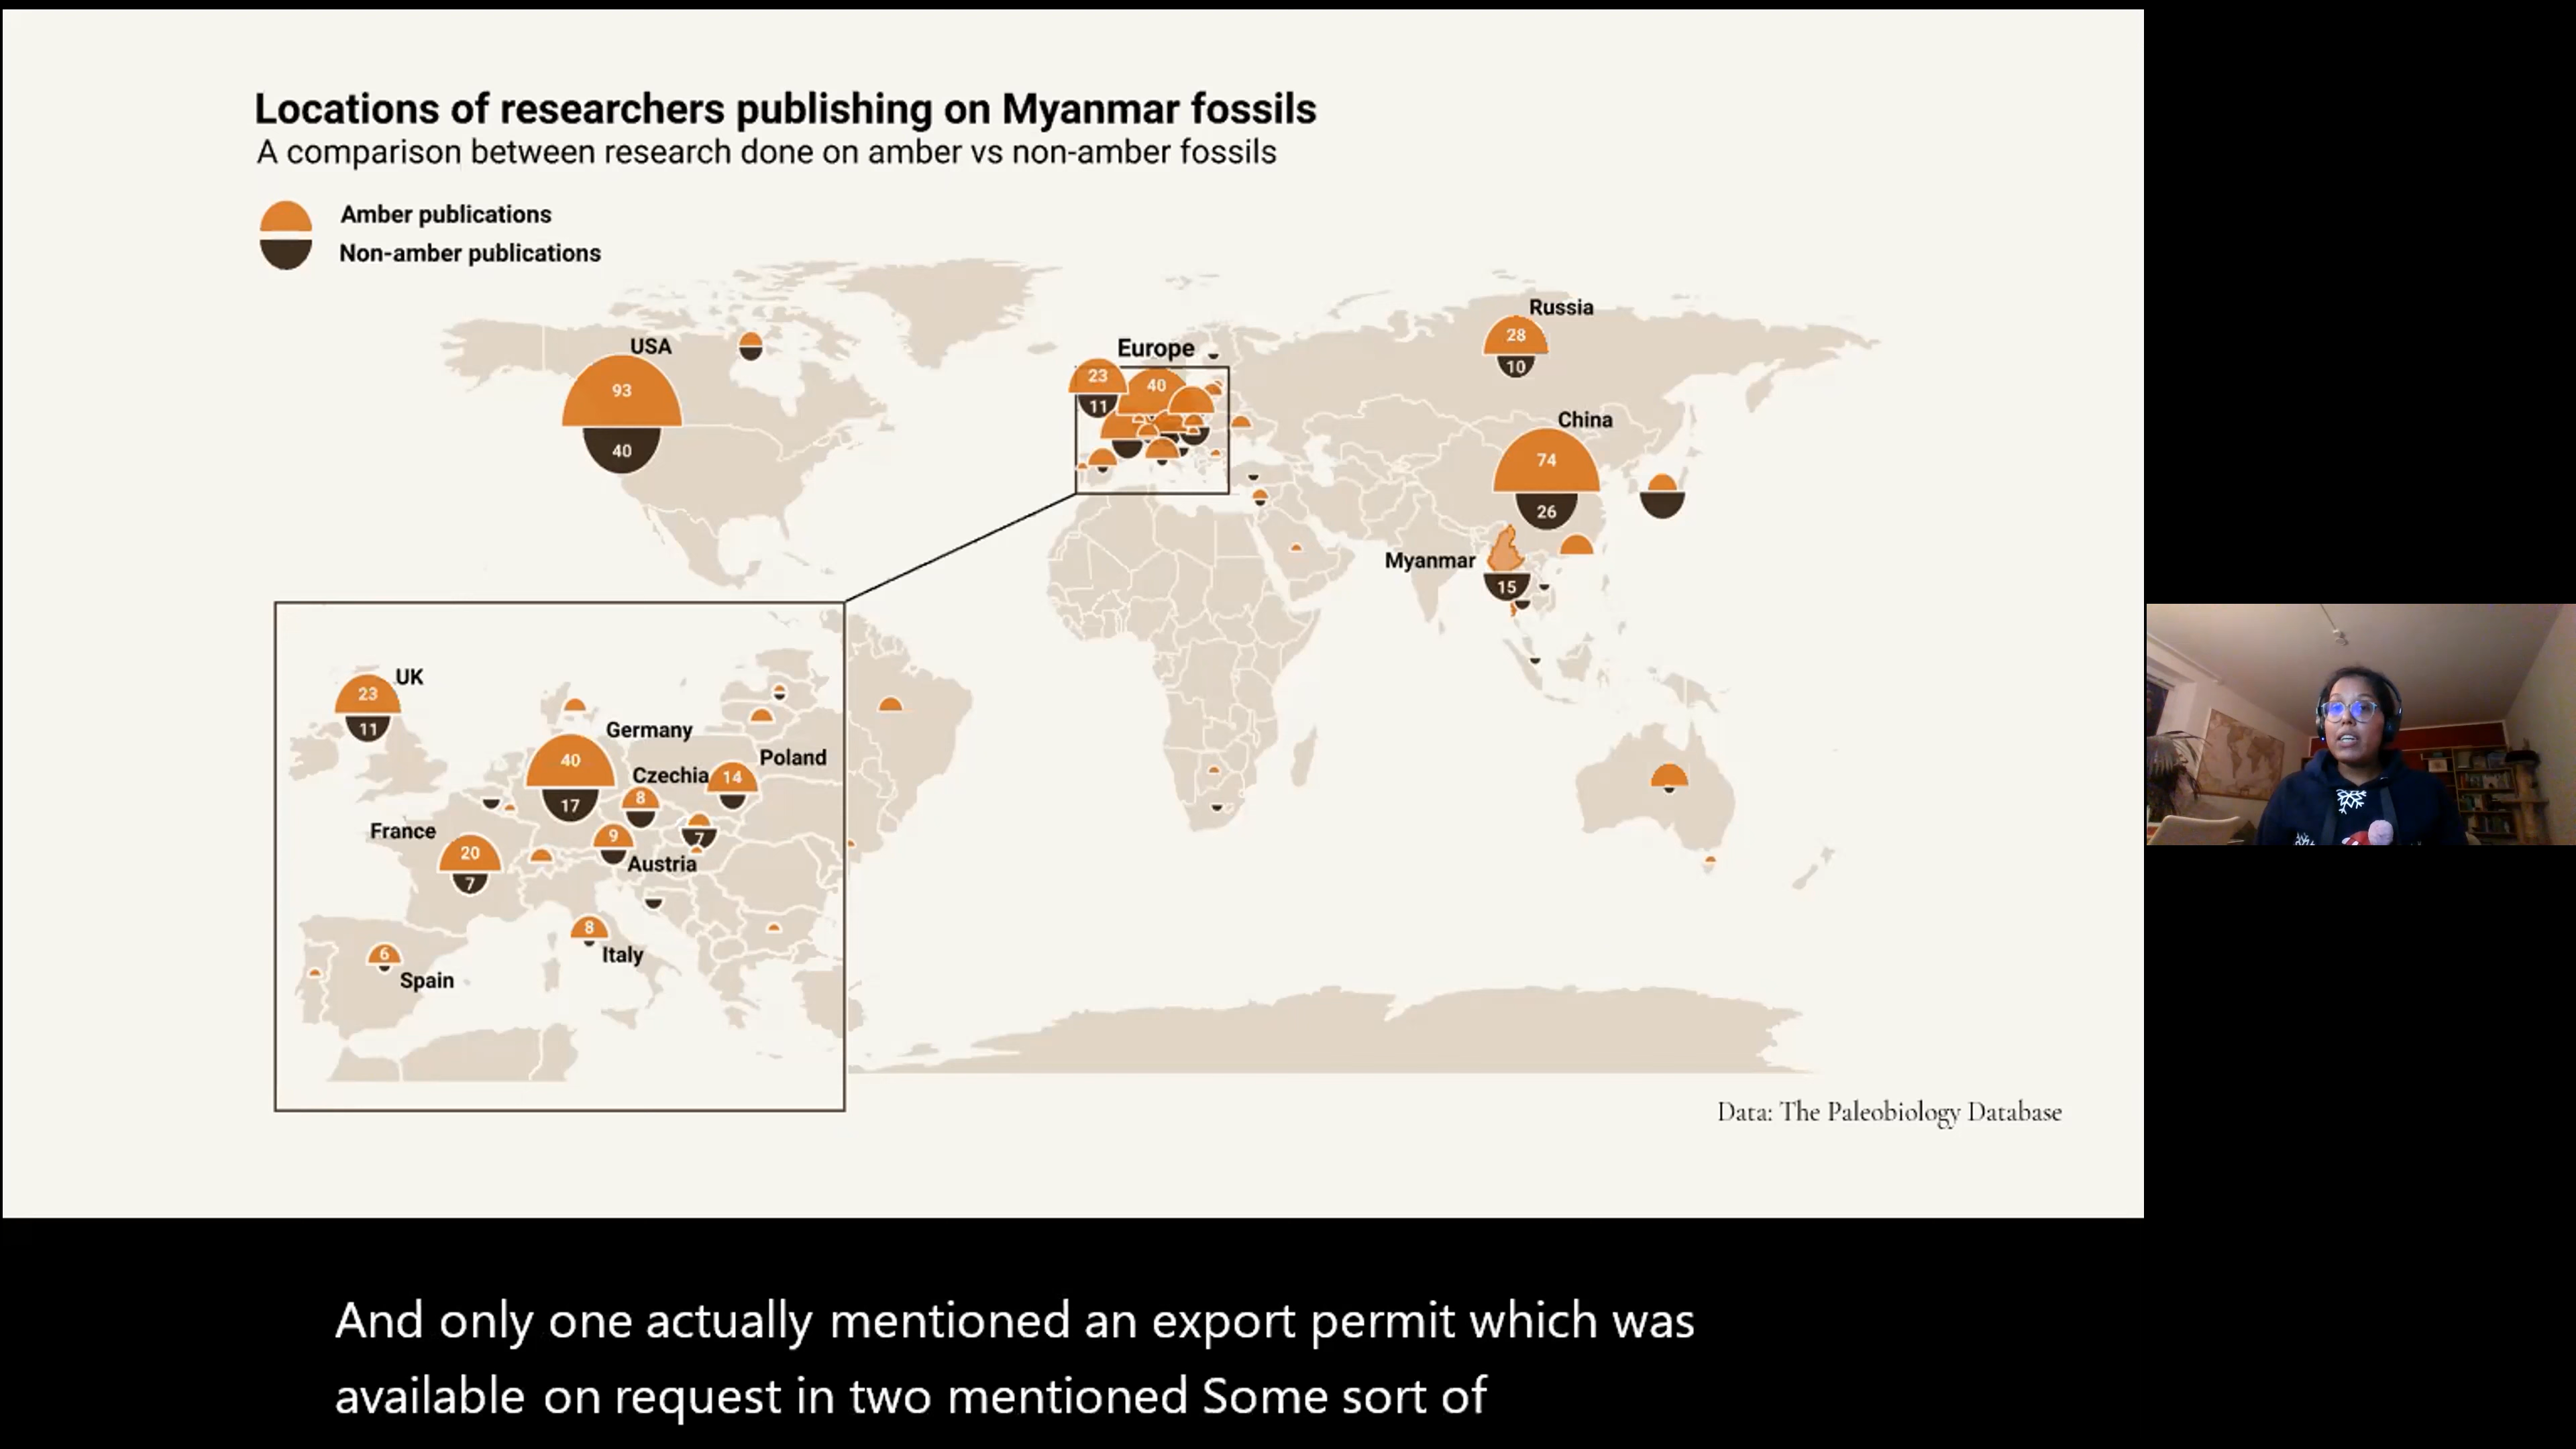 Locations of researchers publishing on Myanmar fossils
A comparison between research done on amber vs non-amber fossils
Amber publications
Non-amber publications
USA
93
40
Europe
23
11
40
Russia
28
10
China
74
26
Myanmar
15
UK
23
11
Germany
40
17
Czechia
8
Poland
14
7
9
Austria
France
20
7
8
Italy
6
Spain
Data: The Paleobiology Database
And only one actually mentioned an export permit which was
available on request in two mentioned Some sort of